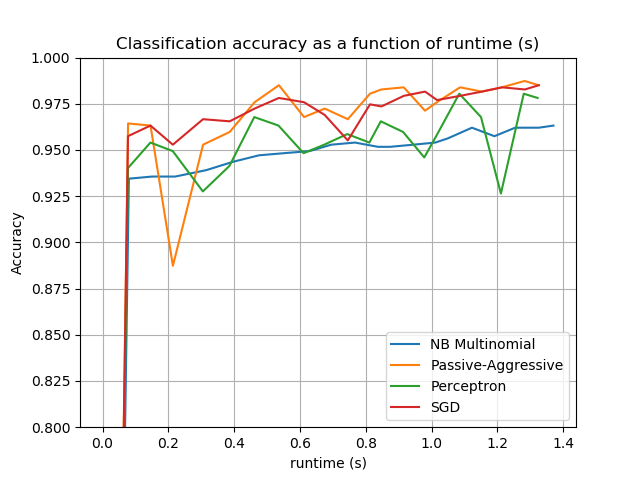 Classification accuracy as a function of runtime (s)
1.000
0.975
0.950
0.925
0.900
0.875
0.850
0.825
0.800
Accuracy
NB Multinomial
Passive-Aggressive
Perceptron
SGD
0.0 0.2 0.4 0.6 0.8 1.0 1.2 1.4
runtime (s)